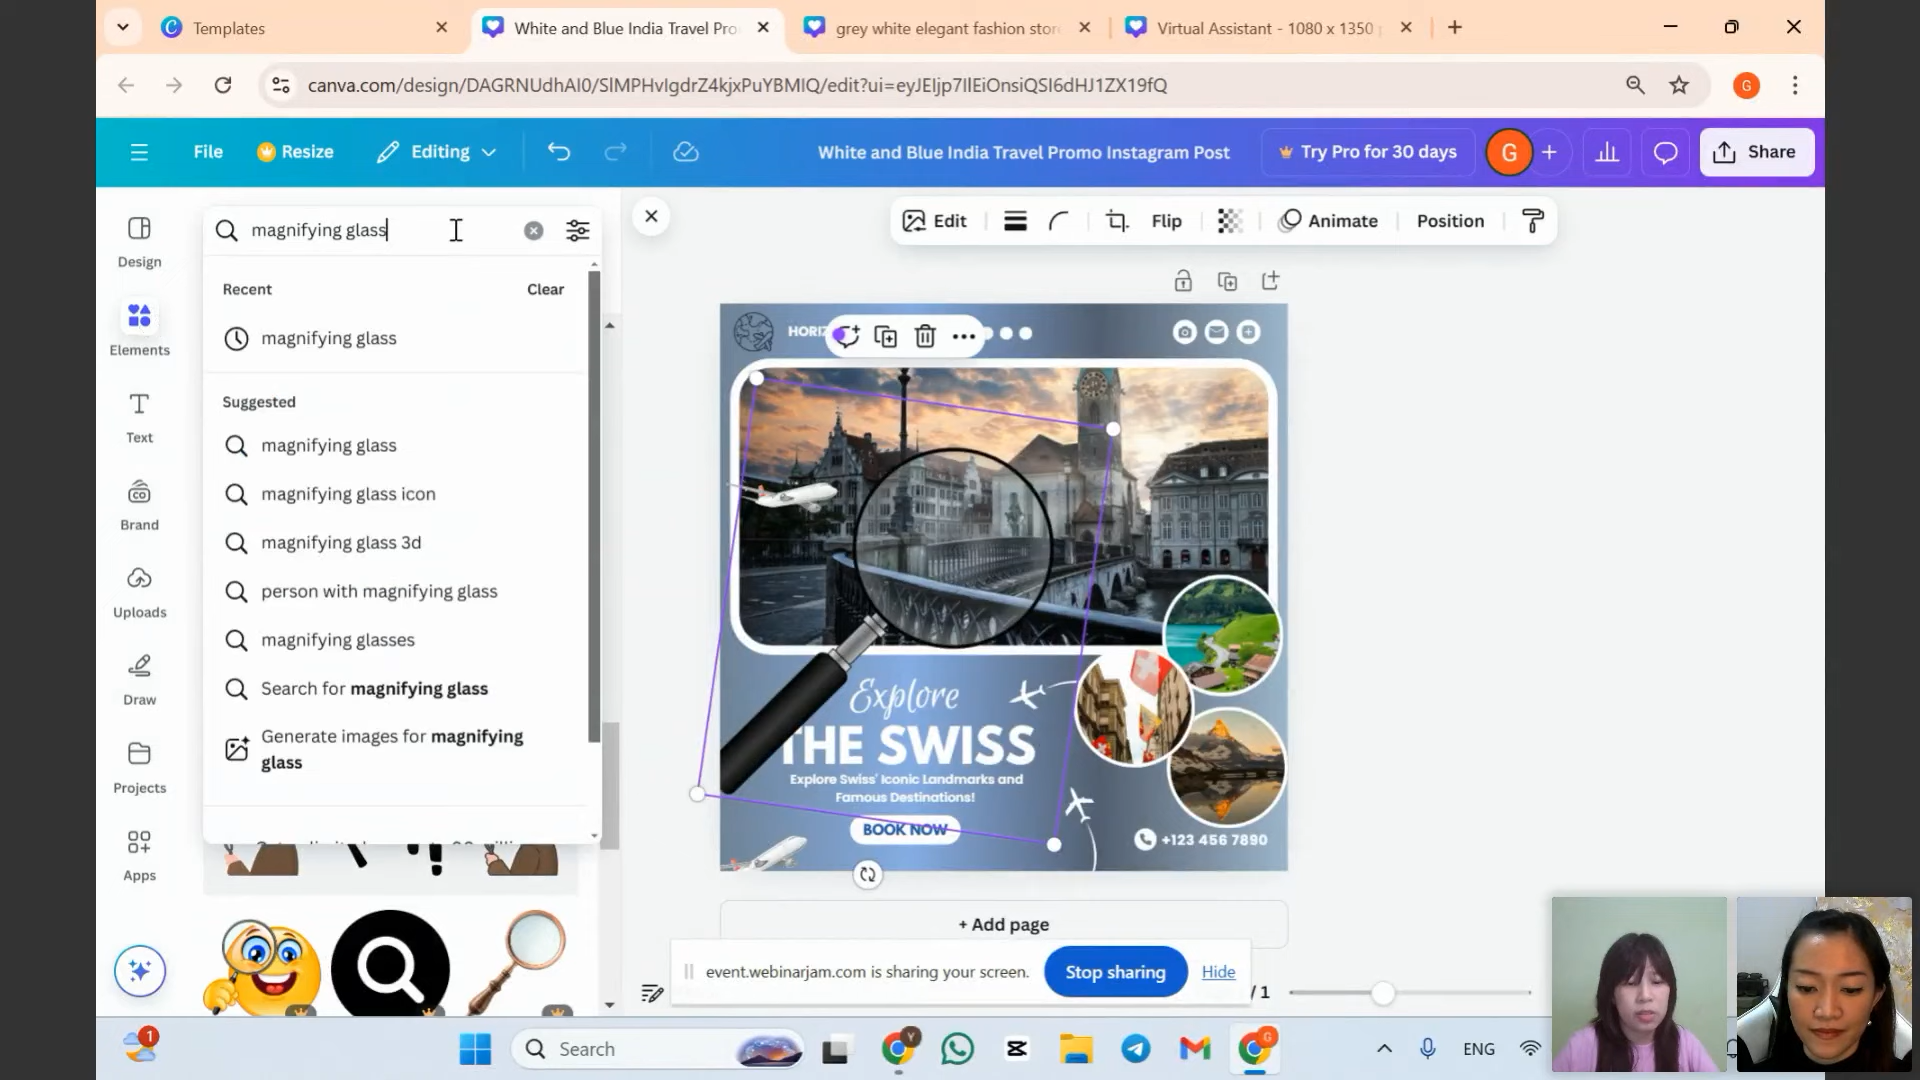 Templates
White and Blue India Travel Pro
grey white elegant fashion stor
Virtual Assistant - 1080 x 1350
canva.com/design/DAGRNUdhAI0/SlMPHvIgdrZ4kjxPuYBMIQ/edit?ui=eyJEIjp7IlEiOnsiQSI6dHJ1ZX19fQ
G
File
Resize
Editing
White and Blue India Travel Promo Instagram Post
Try Pro for 30 days
G
Share
Design
Elements
Text
Brand
Uploads
Draw
Projects
Apps
magnifying glass
Recent
Clear
magnifying glass
Suggested
magnifying glass
magnifying glass icon
magnifying glass 3d
person with magnifying glass
magnifying glasses
Search for magnifying glass
Generate images for magnifying
glass
Edit
Flip
Animate
Position
HORIZ
Explore
THE SWISS
Explore Swiss' Iconic Landmarks and
Famous Destinations!
BOOK NOW
+123 456 7890
+ Add page
event.webinarjam.com is sharing your screen.
Stop sharing
Hide
/ 1
1
Search
Y
G
ENG